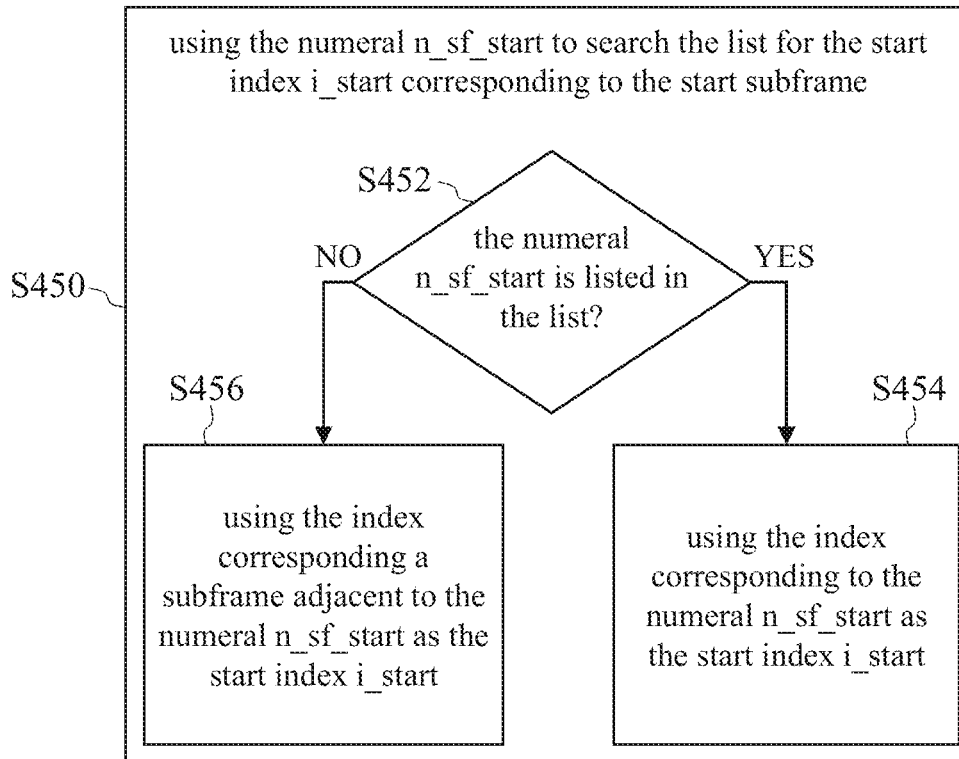 using the numeral n_sf_start to search the list for the start
index i_start corresponding to the start subframe
S452
NO
the numeral
n_sf_start is listed in
the list?
YES
S450
S456
S454
using the index
corresponding a
subframe adjacent to the
numeral n_sf_start as the
start index i_start
using the index
corresponding to the
numeral n_sf_start as
the start index i_start